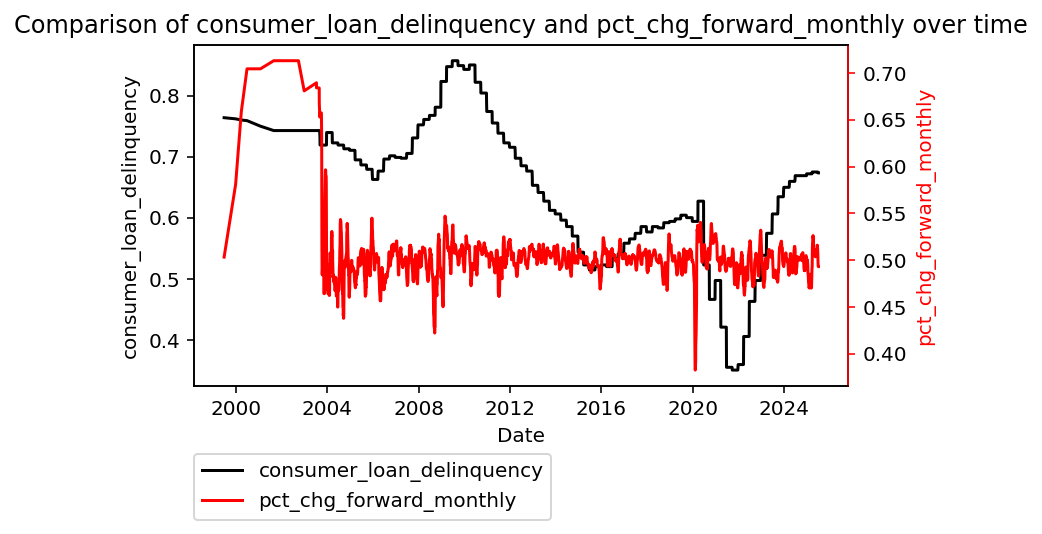 Comparison of consumer_loan_delinquency and pct_chg_forward_monthly over time
consumer_loan_delinquency
0.8
0.7
0.6
0.5
0.4
0.70
0.65
0.60
0.55
0.50
0.45
0.40
pct_chg_forward_monthly
2000 2004 2008 2012 2016 2020 2024
Date
consumer_loan_delinquency
pct_chg_forward_monthly